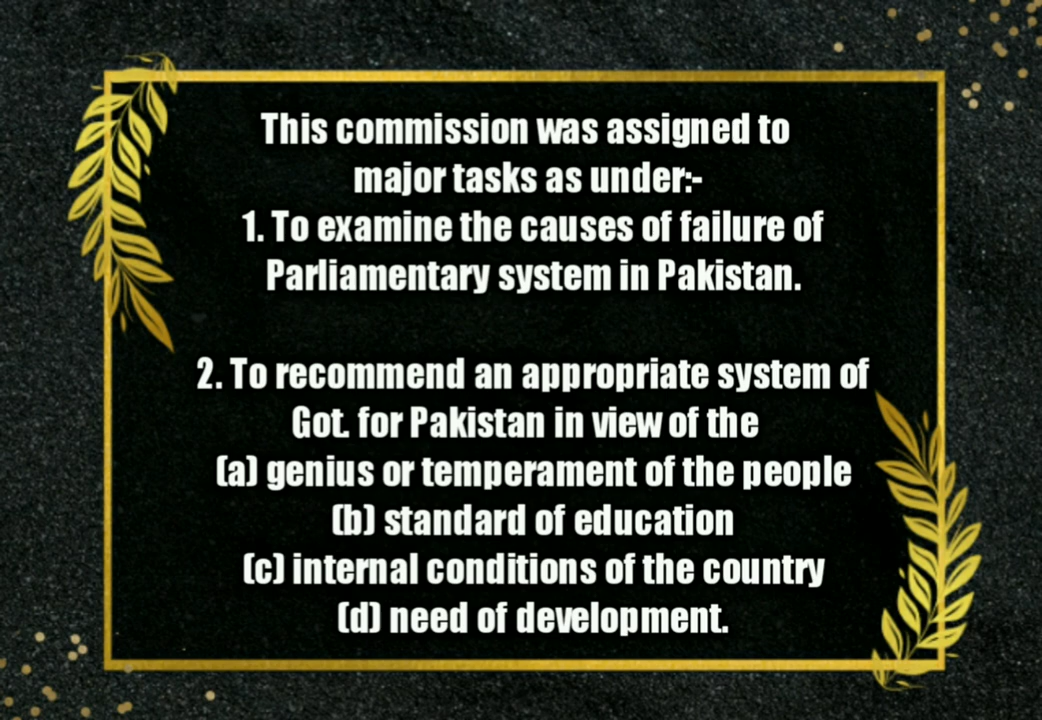 This commission was assigned to
major tasks as under:-
1. To examine the causes of failure of
Parliamentary system in Pakistan.
2. To recommend an appropriate system of
Got. for Pakistan in view of the
(a) genius or temperament of the people
(b) standard of education
(c) internal conditions of the country
(d) need of development.